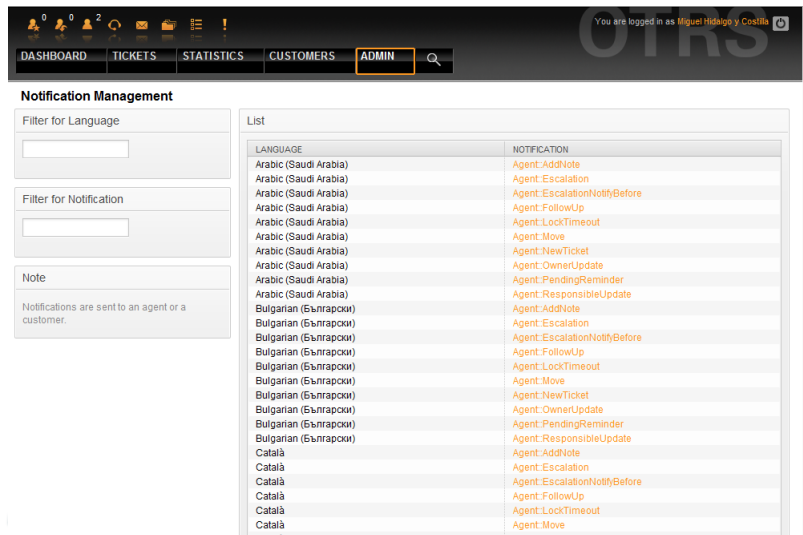 0 0 2
You are logged in as Miguel Hidalgo y Costilla
OTRS
DASHBOARD TICKETS STATISTICS CUSTOMERS ADMIN
Notification Management
Filter for Language
Filter for Notification
Note
Notifications are sent to an agent or a
customer.
List
LANGUAGE NOTIFICATION
Arabic (Saudi Arabia) Agent::AddNote
Arabic (Saudi Arabia) Agent::Escalation
Arabic (Saudi Arabia) Agent::EscalationNotifyBefore
Arabic (Saudi Arabia) Agent::FollowUp
Arabic (Saudi Arabia) Agent::LockTimeout
Arabic (Saudi Arabia) Agent::Move
Arabic (Saudi Arabia) Agent::NewTicket
Arabic (Saudi Arabia) Agent::OwnerUpdate
Arabic (Saudi Arabia) Agent::PendingReminder
Arabic (Saudi Arabia) Agent::ResponsibleUpdate
Bulgarian (Български) Agent::AddNote
Bulgarian (Български) Agent::Escalation
Bulgarian (Български) Agent::EscalationNotifyBefore
Bulgarian (Български) Agent::FollowUp
Bulgarian (Български) Agent::LockTimeout
Bulgarian (Български) Agent::Move
Bulgarian (Български) Agent::NewTicket
Bulgarian (Български) Agent::OwnerUpdate
Bulgarian (Български) Agent::PendingReminder
Bulgarian (Български) Agent::ResponsibleUpdate
Català Agent::AddNote
Català Agent::Escalation
Català Agent::EscalationNotifyBefore
Català Agent::FollowUp
Català Agent::LockTimeout
Català Agent::Move